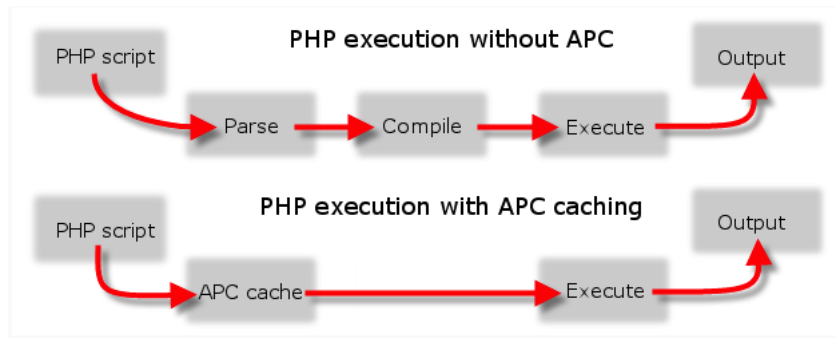 PHP execution without APC
PHP script
Output
Parse
Compile
Execute
PHP execution with APC caching
PHP script
Output
APC cache
Execute